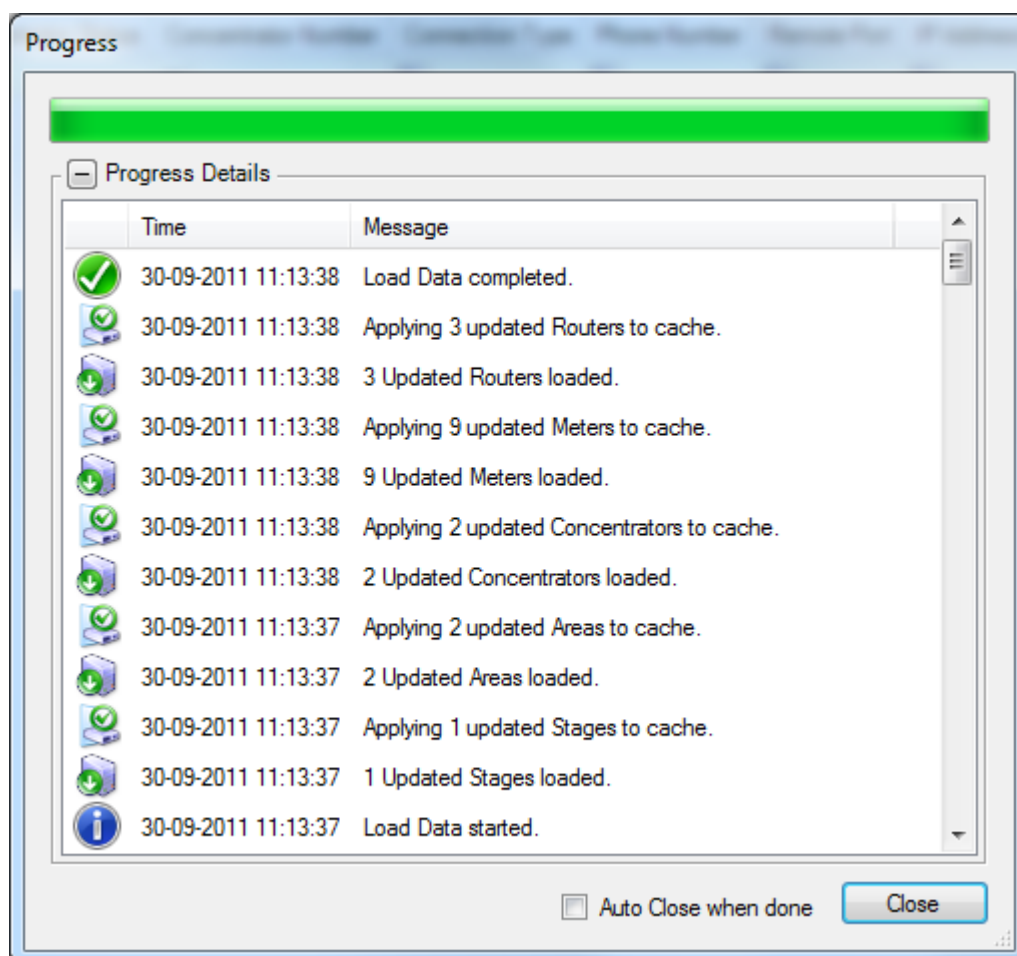 Progress
Progress Details
Time Message
30-09-2011 11:13:38 Load Data completed.
30-09-2011 11:13:38 Applying 3 updated Routers to cache.
30-09-2011 11:13:38 3 Updated Routers loaded.
30-09-2011 11:13:38 Applying 9 updated Meters to cache.
30-09-2011 11:13:38 9 Updated Meters loaded.
30-09-2011 11:13:38 Applying 2 updated Concentrators to cache.
30-09-2011 11:13:38 2 Updated Concentrators loaded.
30-09-2011 11:13:37 Applying 2 updated Areas to cache.
30-09-2011 11:13:37 2 Updated Areas loaded.
30-09-2011 11:13:37 Applying 1 updated Stages to cache.
30-09-2011 11:13:37 1 Updated Stages loaded.
30-09-2011 11:13:37 Load Data started.
Auto Close when done Close